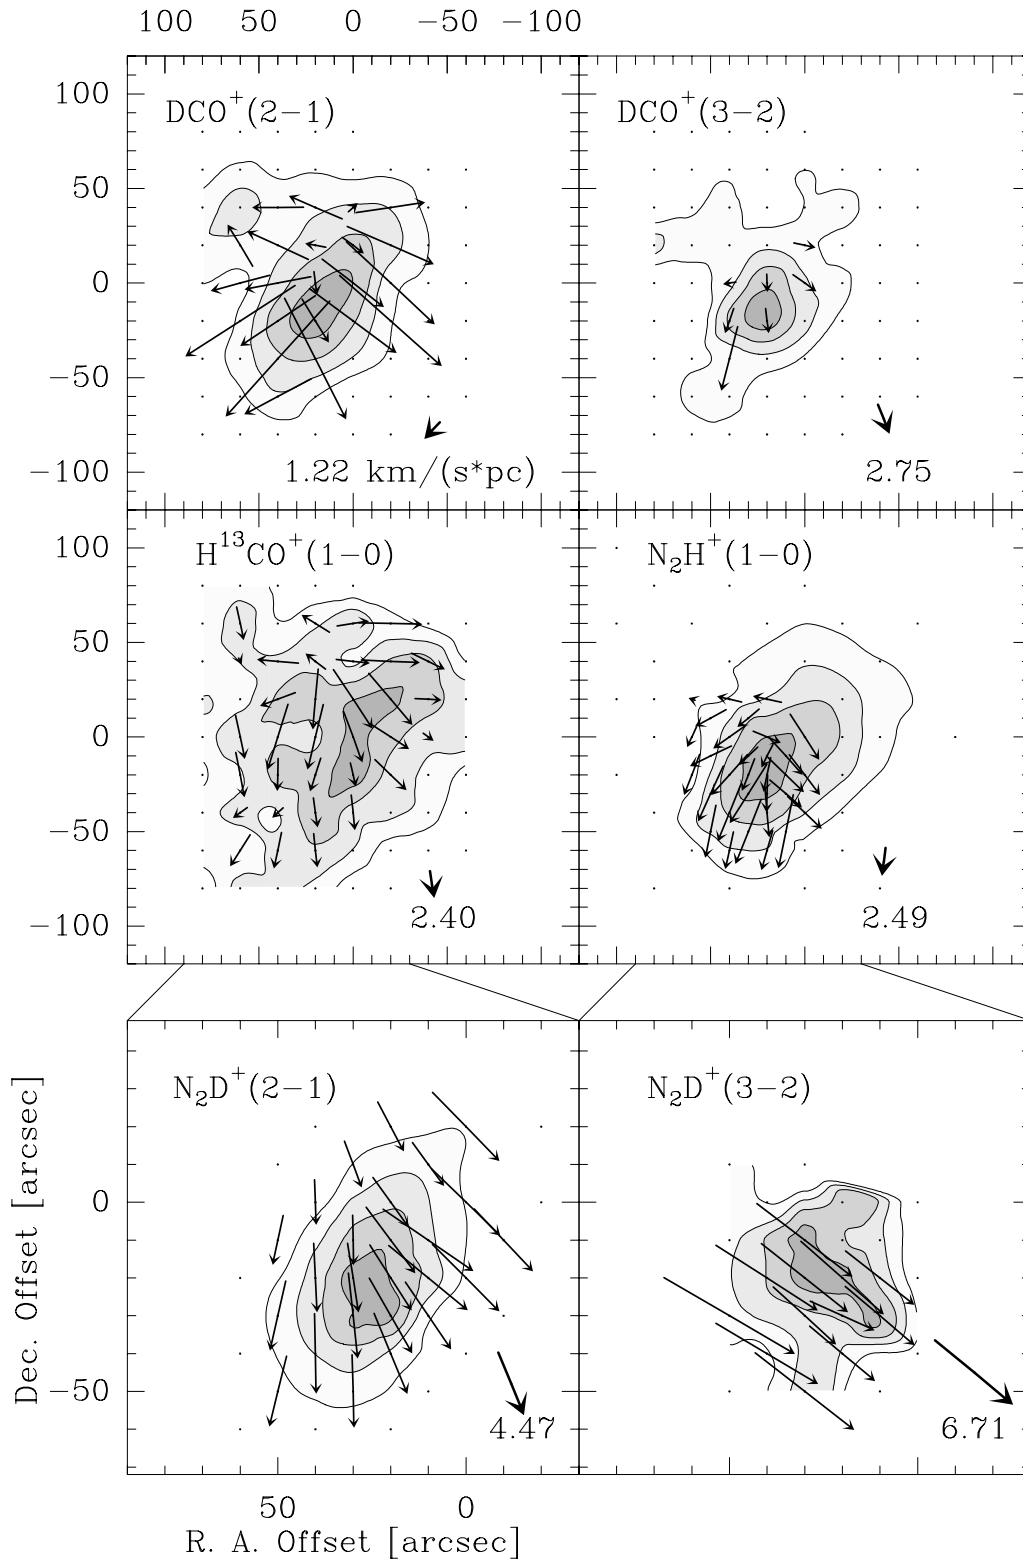 100 50 0 −50 −100
100
50
0
−50
−100
DCO+(2−1)
1.22 km/(s*pc)
DCO+(3−2)
2.75
100
50
0
−50
−100
H13CO+(1−0)
2.40
N2H+(1−0)
2.49
Dec. Offset [arcsec]
0
−50
N2D+(2−1)
4.47
N2D+(3−2)
6.71
50 0
R. A. Offset [arcsec]